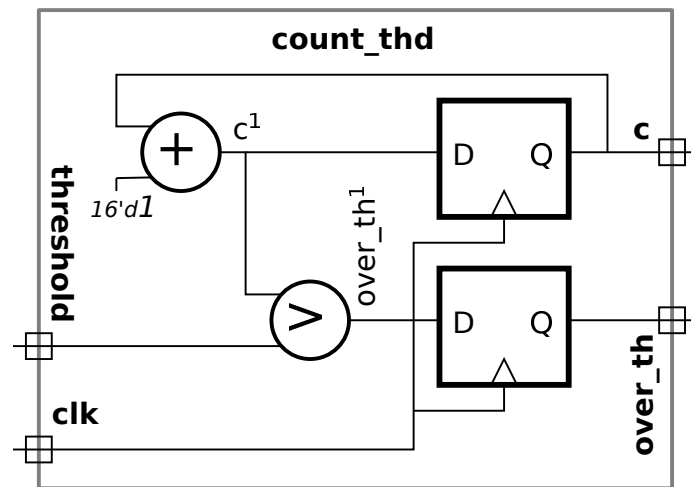 count_thd
c¹
D
Q
c
+
16'd1
threshold
over_th¹
>
D
Q
over_th
clk